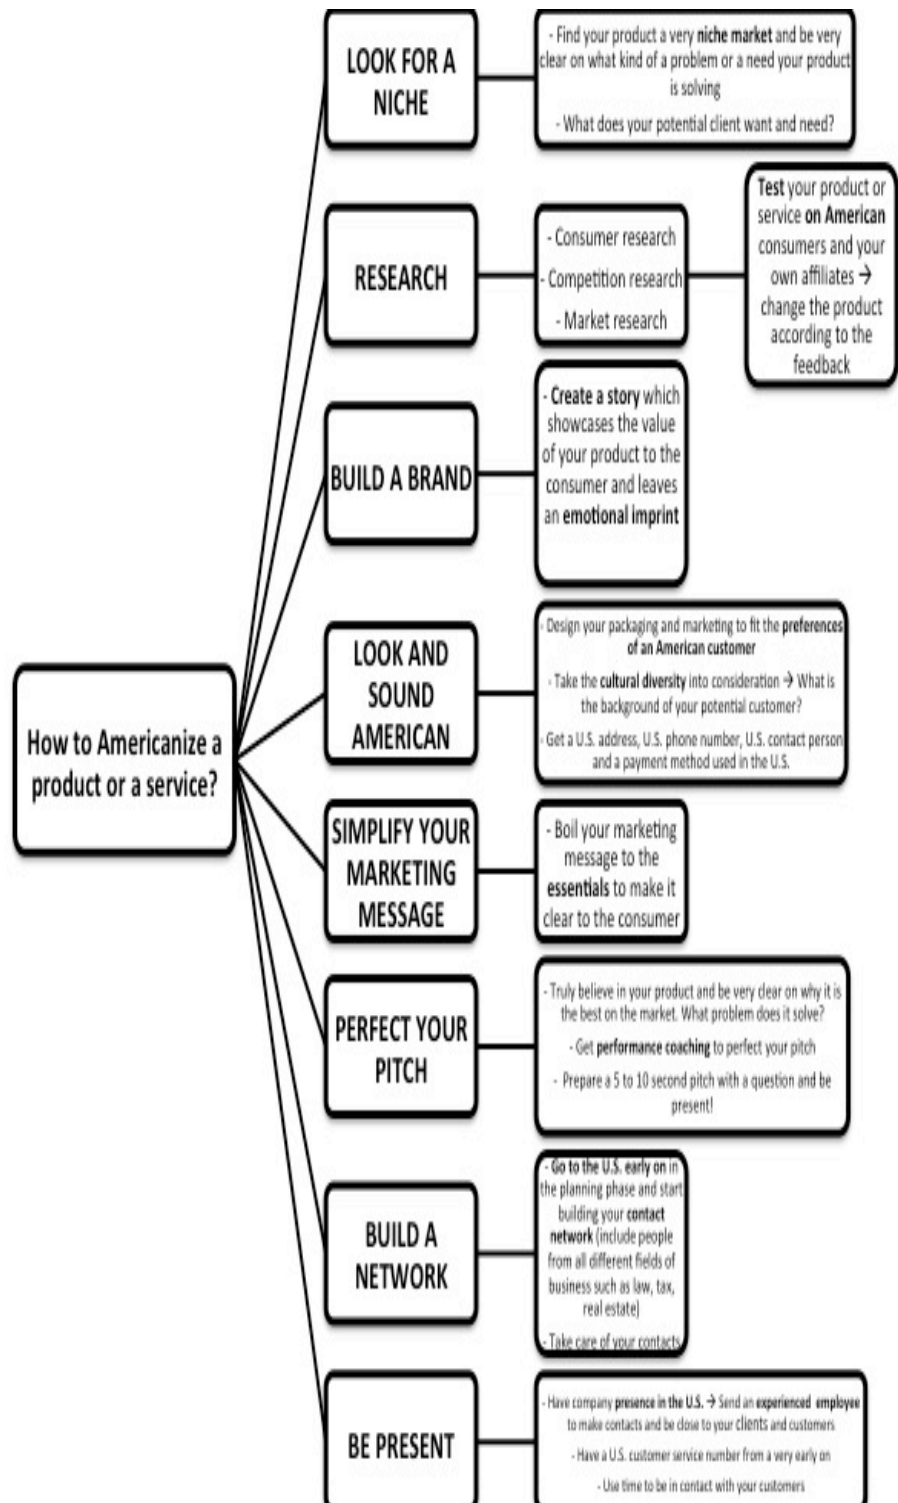 How to Americanize a
product or a service?
LOOK FOR A
NICHE
- Find your product a very niche market and be very
clear on what kind of a problem or a need your product
is solving
- What does your potential client want and need?
RESEARCH
- Consumer research
- Competition research
- Market research
Test your product or
service on American
consumers and your
own affiliates →
change the product
according to the
feedback
BUILD A BRAND
- Create a story which
showcases the value
of your product to the
consumer and leaves
an emotional imprint
LOOK AND
SOUND
AMERICAN
- Design your packaging and marketing to fit the preferences
of an American customer
- Take the cultural diversity into consideration → What is
the background of your potential customer?
- Get a U.S. address, U.S. phone number, U.S. contact person
and a payment method used in the U.S.
SIMPLIFY YOUR
MARKETING
MESSAGE
- Boil your marketing
message to the
essentials to make it
clear to the consumer
PERFECT YOUR
PITCH
- Truly believe in your product and be very clear on why it is
the best on the market. What problem does it solve?
- Get performance coaching to perfect your pitch
- Prepare a 5 to 10 second pitch with a question and be
present!
BUILD A
NETWORK
- Go to the U.S. early on in
the planning phase and start
building your contact
network (include people
from all different fields of
business such as law, tax,
real estate)
- Take care of your contacts
BE PRESENT
- Have company presence in the U.S. → Send an experienced employee
to make contacts and be close to your clients and customers
- Have a U.S. customer service number from a very early on
- Use time to be in contact with your customers